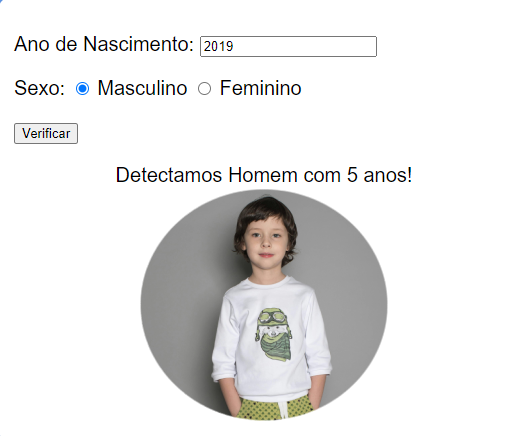 Ano de Nascimento: 2019
Sexo: Masculino Feminino
Verificar
Detectamos Homem com 5 anos!